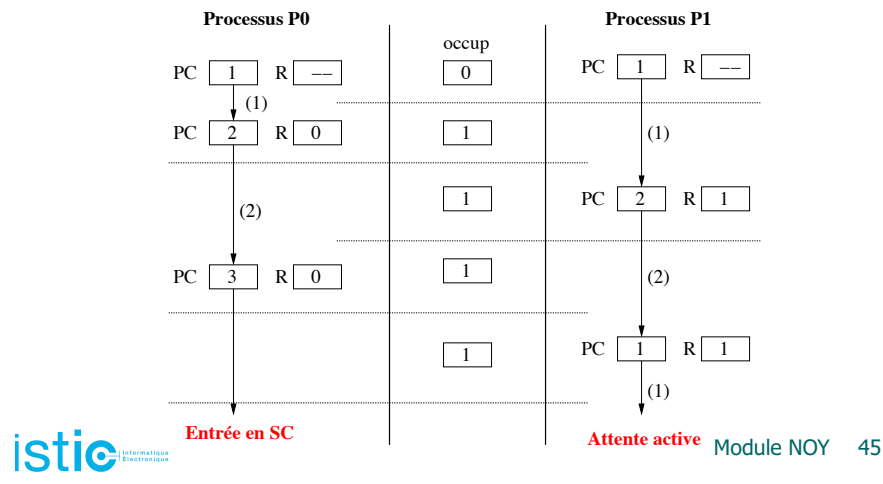 Processus P0
Processus P1
occup
PC 1 R −− 0 PC 1 R −−
(1)
PC 2 R 0 1 (1)
1 PC 2 R 1
(2)
PC 3 R 0 1 (2)
1 PC 1 R 1
(1)
Entrée en SC
Attente active
istic Informatique Électronique
Module NOY 45